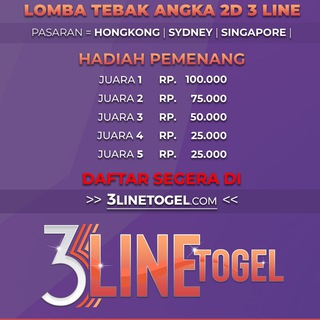 LOMBA TEBAK ANGKA 2D 3 LINE
PASARAN = HONGKONG | SYDNEY | SINGAPORE |
HADIAH PEMENANG
JUARA 1 RP. 100.000
JUARA 2 RP. 75.000
JUARA 3 RP. 50.000
JUARA 4 RP. 25.000
JUARA 5 RP. 25.000
DAFTAR SEGERA DI
>> 3LINETOGEL.COM <<
3LINETOGEL